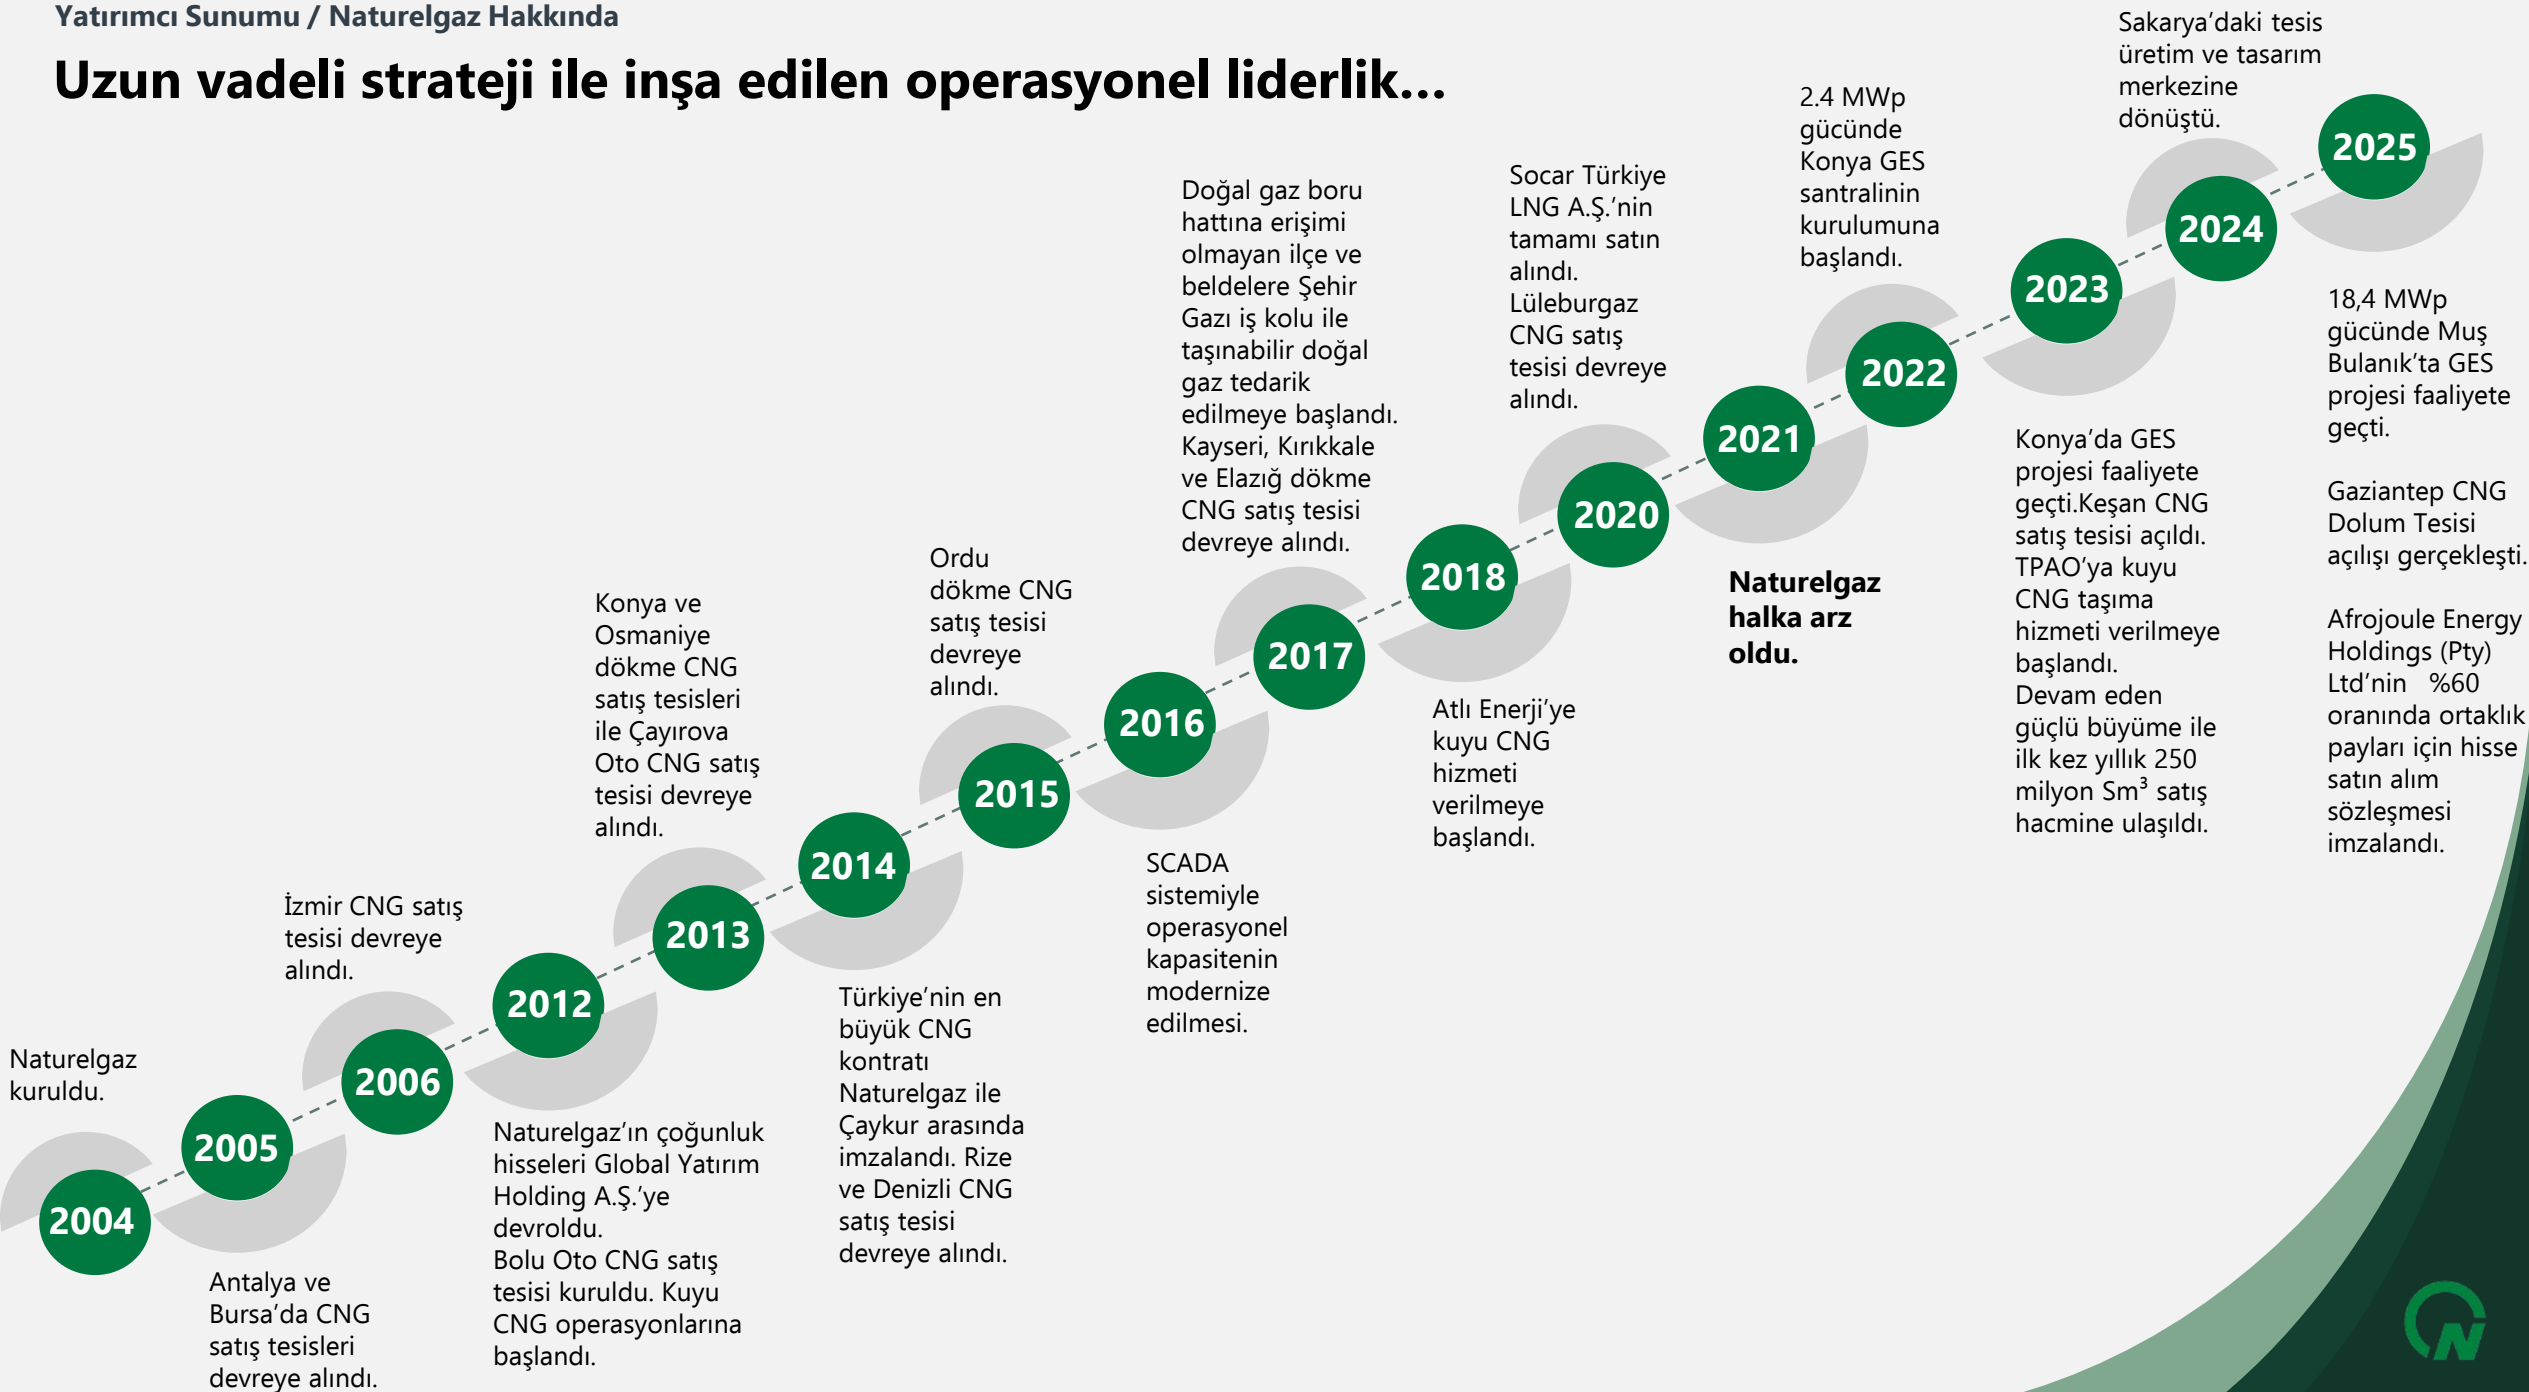 Yatırımcı Sunumu / Naturelgaz Hakkında
Uzun vadeli strateji ile inşa edilen operasyonel liderlik...
Naturelgaz
kuruldu.
2004
2005
Antalya ve
Bursa’da CNG
satış tesisleri
devreye alındı.
İzmir CNG satış
tesisi devreye
alındı.
2006
2012
Naturelgaz’ın çoğunluk
hisseleri Global Yatırım
Holding A.Ş.’ye
devroldu.
Bolu Oto CNG satış
tesisi kuruldu. Kuyu
CNG operasyonlarına
başlandı.
Konya ve
Osmaniye
dökme CNG
satış tesisleri
ile Çayırova
Oto CNG satış
tesisi devreye
alındı.
2013
2014
Türkiye’nin en
büyük CNG
kontratı
Naturelgaz ile
Çaykur arasında
imzalandı. Rize
ve Denizli CNG
satış tesisi
devreye alındı.
Ordu
dökme CNG
satış tesisi
devreye
alındı.
2015
2016
SCADA
sistemiyle
operasyonel
kapasitenin
modernize
edilmesi.
Doğal gaz boru
hattına erişimi
olmayan ilçe ve
beldelere Şehir
Gazı iş kolu ile
taşınabilir doğal
gaz tedarik
edilmeye başlandı.
Kayseri, Kırıkkale
ve Elazığ dökme
CNG satış tesisi
devreye alındı.
2017
2018
Atlı Enerji’ye
kuyu CNG
hizmeti
verilmeye
başlandı.
Socar Türkiye
LNG A.Ş.’nin
tamamı satın
alındı.
Lüleburgaz
CNG satış
tesisi devreye
alındı.
2020
2021
Naturelgaz
halka arz
oldu.
2.4 MWp
gücünde
Konya GES
santralinin
kurulumuna
başlandı.
2022
2023
Konya’da GES
projesi faaliyete
geçti.Keşan CNG
satış tesisi açıldı.
TPAO’ya kuyu
CNG taşıma
hizmeti verilmeye
başlandı.
Devam eden
güçlü büyüme ile
ilk kez yıllık 250
milyon Sm³ satış
hacmine ulaşıldı.
Sakarya’daki tesis
üretim ve tasarım
merkezine
dönüştü.
2024
2025
18,4 MWp
gücünde Muş
Bulanık’ta GES
projesi faaliyete
geçti.
Gaziantep CNG
Dolum Tesisi
açılışı gerçekleşti.
Afrojoule Energy
Holdings (Pty)
Ltd’nin %60
oranında ortaklık
payları için hisse
satın alım
sözleşmesi
imzalandı.